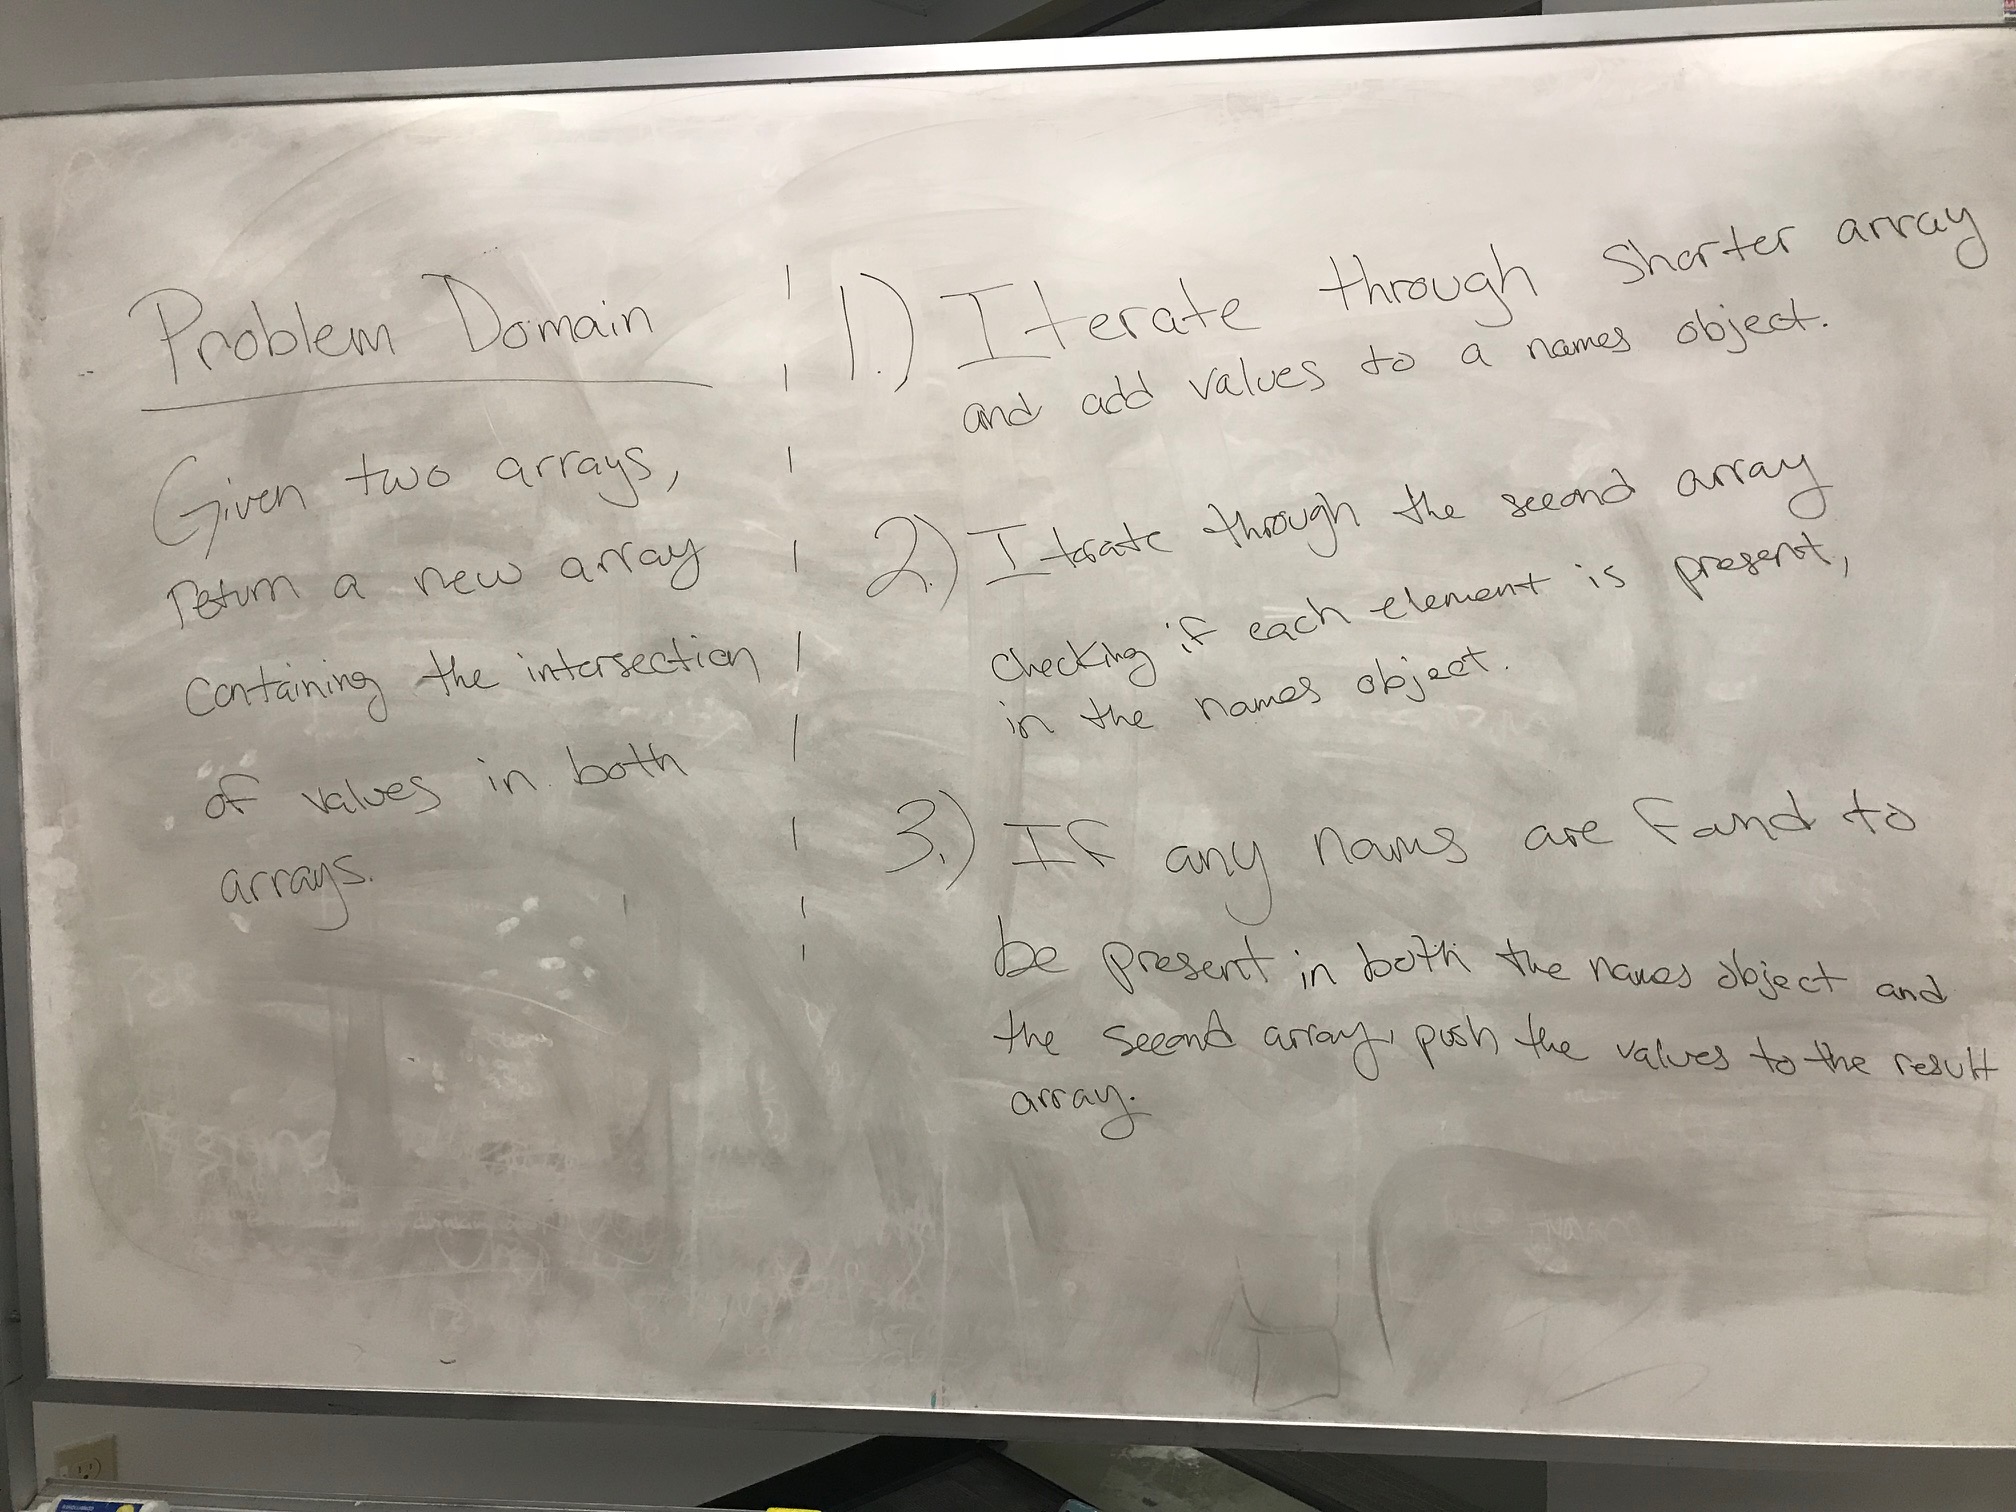 Problem Domain
Given two arrays,
return a new array
containing the intersection
of values in both
arrays.
1.) Iterate through shorter array
and add values to a names object.
2.) Iterate through the second array
checking if each element is present,
in the names object.
3.) If any names are found to
be present in both the names object and
the second array, push the values to the result
array.